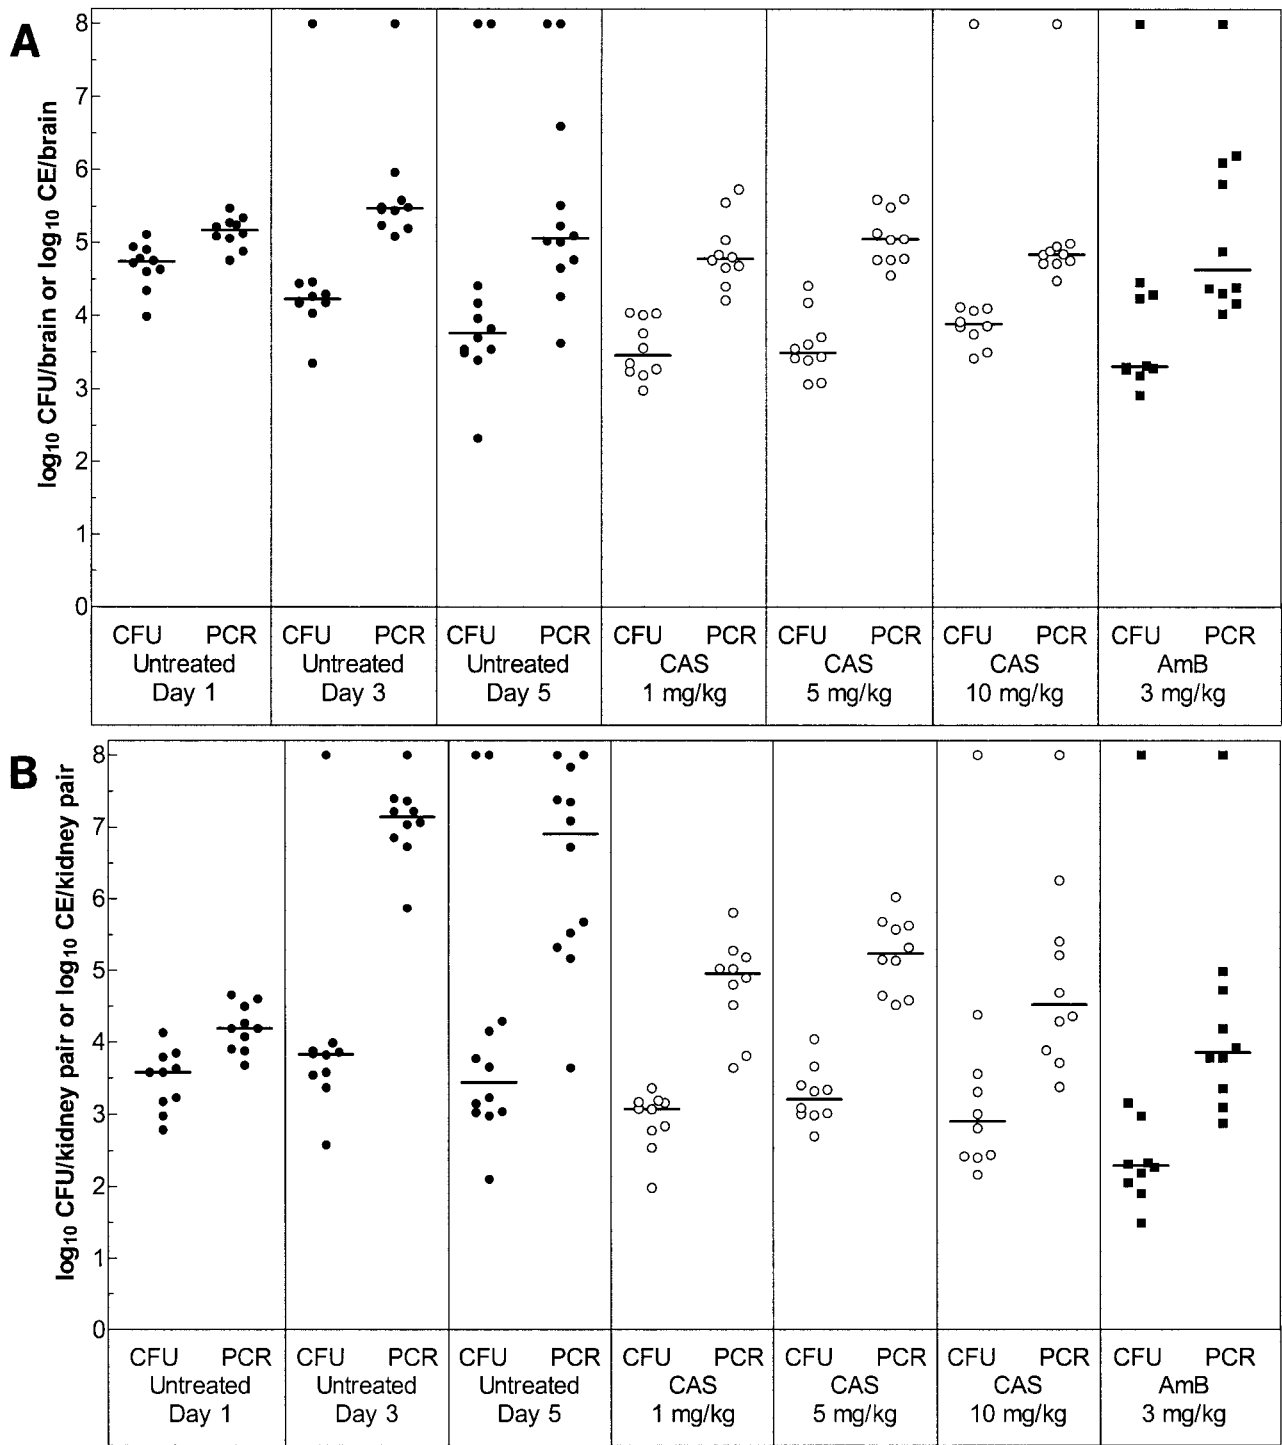 A
log10 CFU/brain or log10 CE/brain
8
7
6
5
4
3
2
1
0
CFU PCR CFU PCR CFU PCR CFU PCR CFU PCR CFU PCR CFU PCR
Untreated Untreated Untreated CAS CAS CAS AmB
Day 1 Day 3 Day 5 1 mg/kg 5 mg/kg 10 mg/kg 3 mg/kg
B
log10 CFU/kidney pair or log10 CE/kidney pair
8
7
6
5
4
3
2
1
0
CFU PCR CFU PCR CFU PCR CFU PCR CFU PCR CFU PCR CFU PCR
Untreated Untreated Untreated CAS CAS CAS AmB
Day 1 Day 3 Day 5 1 mg/kg 5 mg/kg 10 mg/kg 3 mg/kg